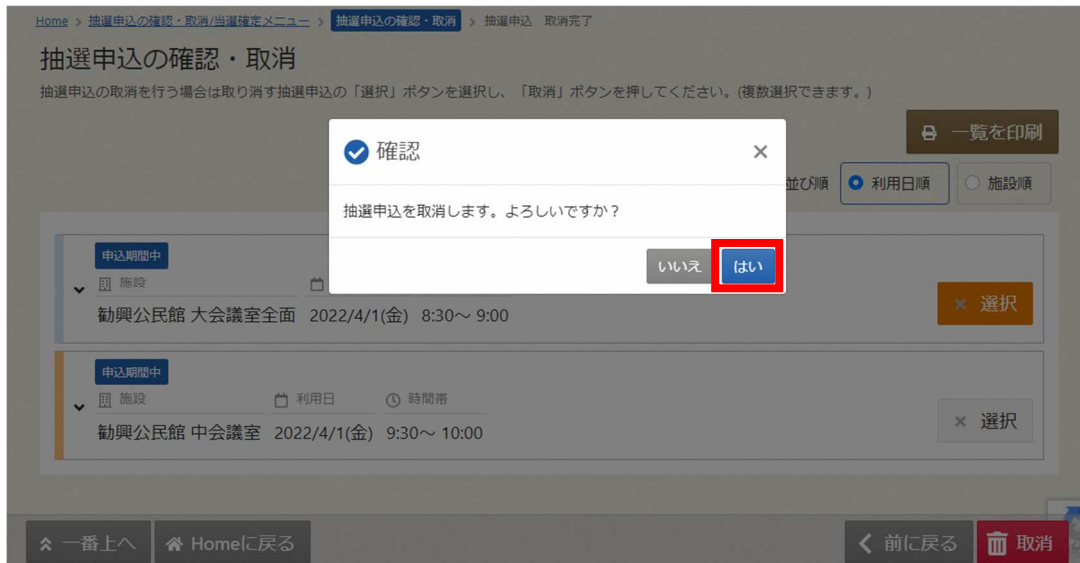 Home > 抽選申込の確認・取消/当選確定メニュー > 抽選申込の確認・取消 > 抽選申込 取消完了
抽選申込の確認・取消
抽選申込の取消を行う場合は取り消す抽選申込の「選択」ボタンを選択し、「取消」ボタンを押してください。(複数選択できます。)
一覧を印刷
確認 ×
並び順 利用日順 施設順
抽選申込を取消します。よろしいですか？
いいえ はい
申込期間中
施設
勧興公民館 大会議室全面 2022/4/1(金) 8:30～ 9:00
× 選択
申込期間中
施設 利用日 時間帯
勧興公民館 中会議室 2022/4/1(金) 9:30～ 10:00
× 選択
一番上へ Homeに戻る 前に戻る 取消